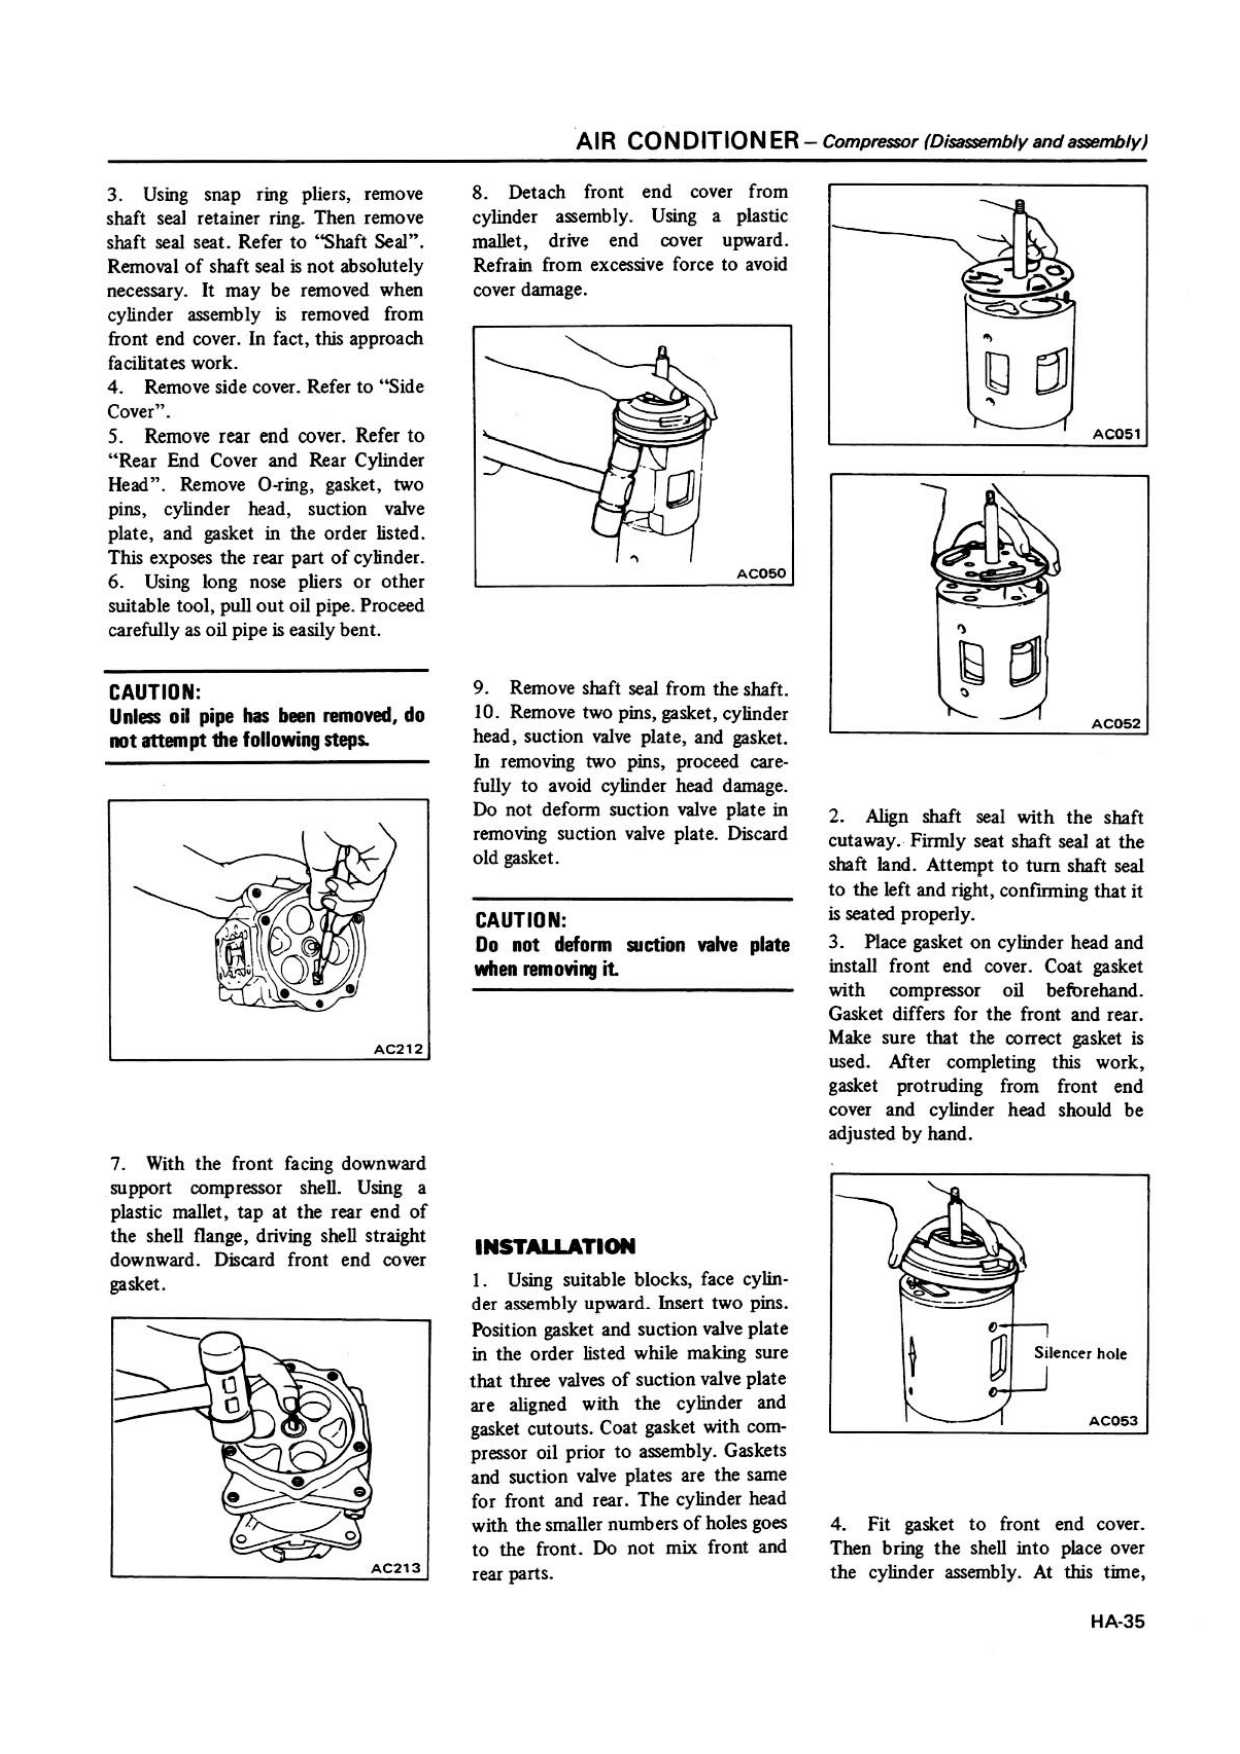 AIR CONDITIONER – Compressor (Disassembly and assembly)
3. Using snap ring pliers, remove
shaft seal retainer ring. Then remove
shaft seal seat. Refer to “Shaft Seal”.
Removal of shaft seal is not absolutely
necessary. It may be removed when
cylinder assembly is removed from
front end cover. In fact, this approach
facilitates work.
4. Remove side cover. Refer to “Side
Cover”.
5. Remove rear end cover. Refer to
“Rear End Cover and Rear Cylinder
Head”. Remove O-ring, gasket, two
pins, cylinder head, suction valve
plate, and gasket in the order listed.
This exposes the rear part of cylinder.
6. Using long nose pliers or other
suitable tool, pull out oil pipe. Proceed
carefully as oil pipe is easily bent.
CAUTION:
Unless oil pipe has been removed, do
not attempt the following steps.
AC212
7. With the front facing downward
support compressor shell. Using a
plastic mallet, tap at the rear end of
the shell flange, driving shell straight
downward. Discard front end cover
gasket.
AC213
8. Detach front end cover from
cylinder assembly. Using a plastic
mallet, drive end cover upward.
Refrain from excessive force to avoid
cover damage.
AC050
9. Remove shaft seal from the shaft.
10. Remove two pins, gasket, cylinder
head, suction valve plate, and gasket.
In removing two pins, proceed care-
fully to avoid cylinder head damage.
Do not deform suction valve plate in
removing suction valve plate. Discard
old gasket.
CAUTION:
Do not deform suction valve plate
when removing it.
INSTALLATION
1. Using suitable blocks, face cylin-
der assembly upward. Insert two pins.
Position gasket and suction valve plate
in the order listed while making sure
that three valves of suction valve plate
are aligned with the cylinder and
gasket cutouts. Coat gasket with com-
pressor oil prior to assembly. Gaskets
and suction valve plates are the same
for front and rear. The cylinder head
with the smaller numbers of holes goes
to the front. Do not mix front and
rear parts.
AC051
AC052
2. Align shaft seal with the shaft
cutaway. Firmly seat shaft seal at the
shaft land. Attempt to turn shaft seal
to the left and right, confirming that it
is seated properly.
3. Place gasket on cylinder head and
install front end cover. Coat gasket
with compressor oil beforehand.
Gasket differs for the front and rear.
Make sure that the correct gasket is
used. After completing this work,
gasket protruding from front end
cover and cylinder head should be
adjusted by hand.
Silencer hole
AC053
4. Fit gasket to front end cover.
Then bring the shell into place over
the cylinder assembly. At this time,
HA-35